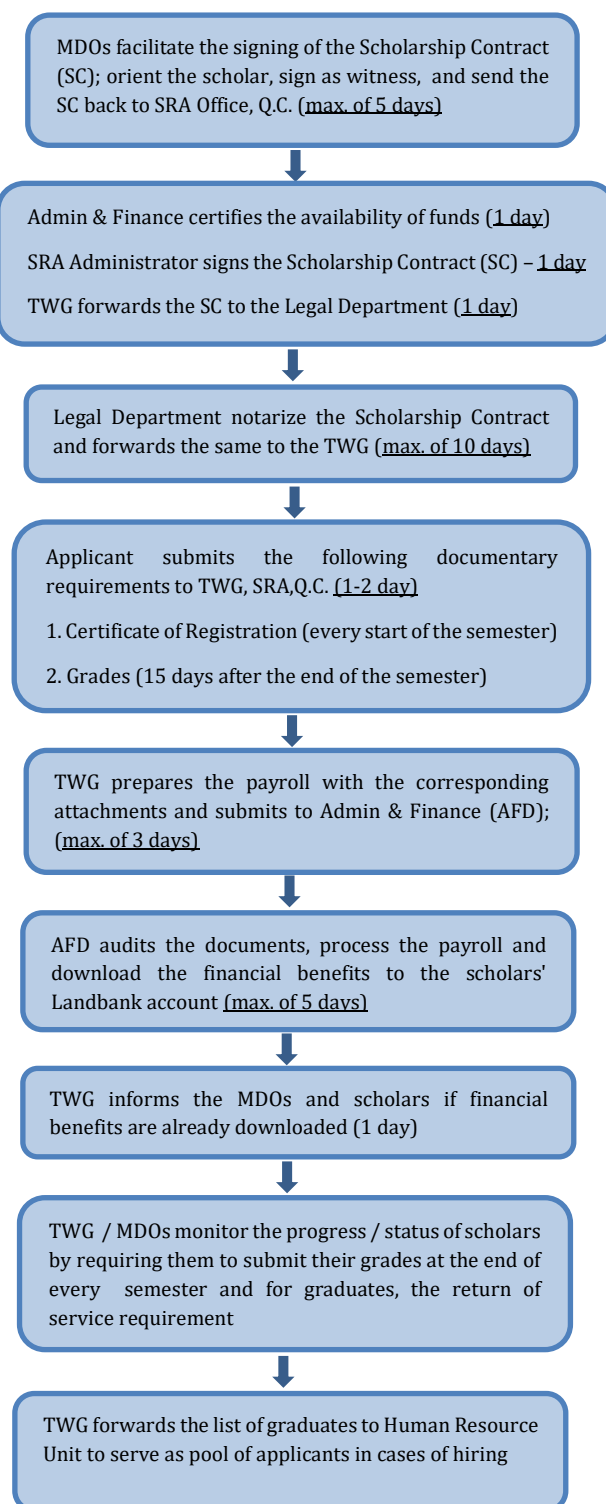 MDOs facilitate the signing of the Scholarship Contract
(SC); orient the scholar, sign as witness, and send the
SC back to SRA Office, Q.C. (max. of 5 days)
Admin & Finance certifies the availability of funds (1 day)
SRA Administrator signs the Scholarship Contract (SC) – 1 day
TWG forwards the SC to the Legal Department (1 day)
Legal Department notarize the Scholarship Contract
and forwards the same to the TWG (max. of 10 days)
Applicant submits the following documentary
requirements to TWG, SRA,Q.C. (1-2 day)
1. Certificate of Registration (every start of the semester)
2. Grades (15 days after the end of the semester)
TWG prepares the payroll with the corresponding
attachments and submits to Admin & Finance (AFD);
(max. of 3 days)
AFD audits the documents, process the payroll and
download the financial benefits to the scholars'
Landbank account (max. of 5 days)
TWG informs the MDOs and scholars if financial
benefits are already downloaded (1 day)
TWG / MDOs monitor the progress / status of scholars
by requiring them to submit their grades at the end of
every semester and for graduates, the return of
service requirement
TWG forwards the list of graduates to Human Resource
Unit to serve as pool of applicants in cases of hiring